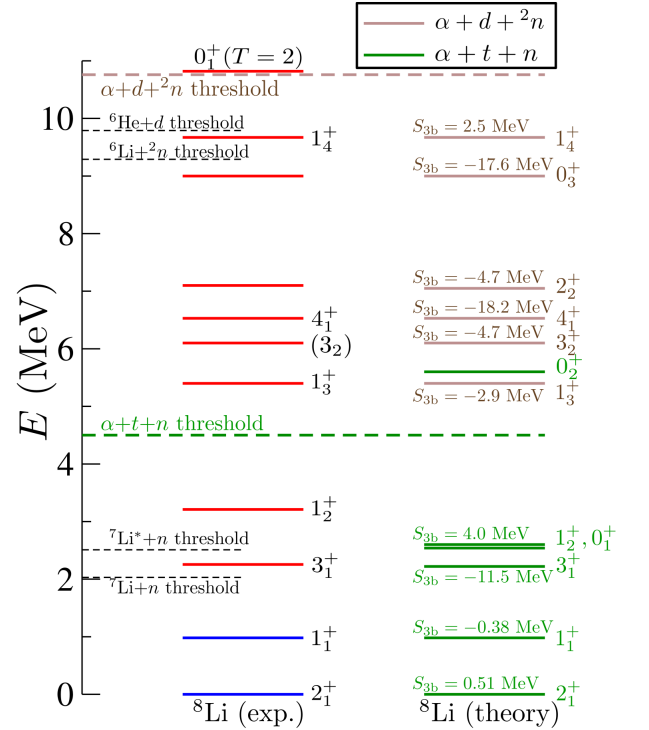 α + d + ²n
α + t + n
0₁⁺(T = 2)
α+d+²n threshold
10
⁶He+d threshold
⁶Li+²n threshold
1₄⁺
S₃b = 2.5 MeV
1₄⁺
S₃b = −17.6 MeV
0₃⁺
8
S₃b = −4.7 MeV
2₂⁺
4₁⁺
S₃b = −18.2 MeV
4₁⁺
6
(3₂)
S₃b = −4.7 MeV
3₂⁺
0₂⁺
1₃⁺
S₃b = −2.9 MeV
1₃⁺
E (MeV)
α+t+n threshold
4
1₂⁺
⁷Li*+n threshold
S₃b = 4.0 MeV
1₂⁺, 0₁⁺
3₁⁺
3₁⁺
2
⁷Li+n threshold
S₃b = −11.5 MeV
1₁⁺
S₃b = −0.38 MeV
1₁⁺
0
2₁⁺
S₃b = 0.51 MeV
2₁⁺
⁸Li (exp.)
⁸Li (theory)